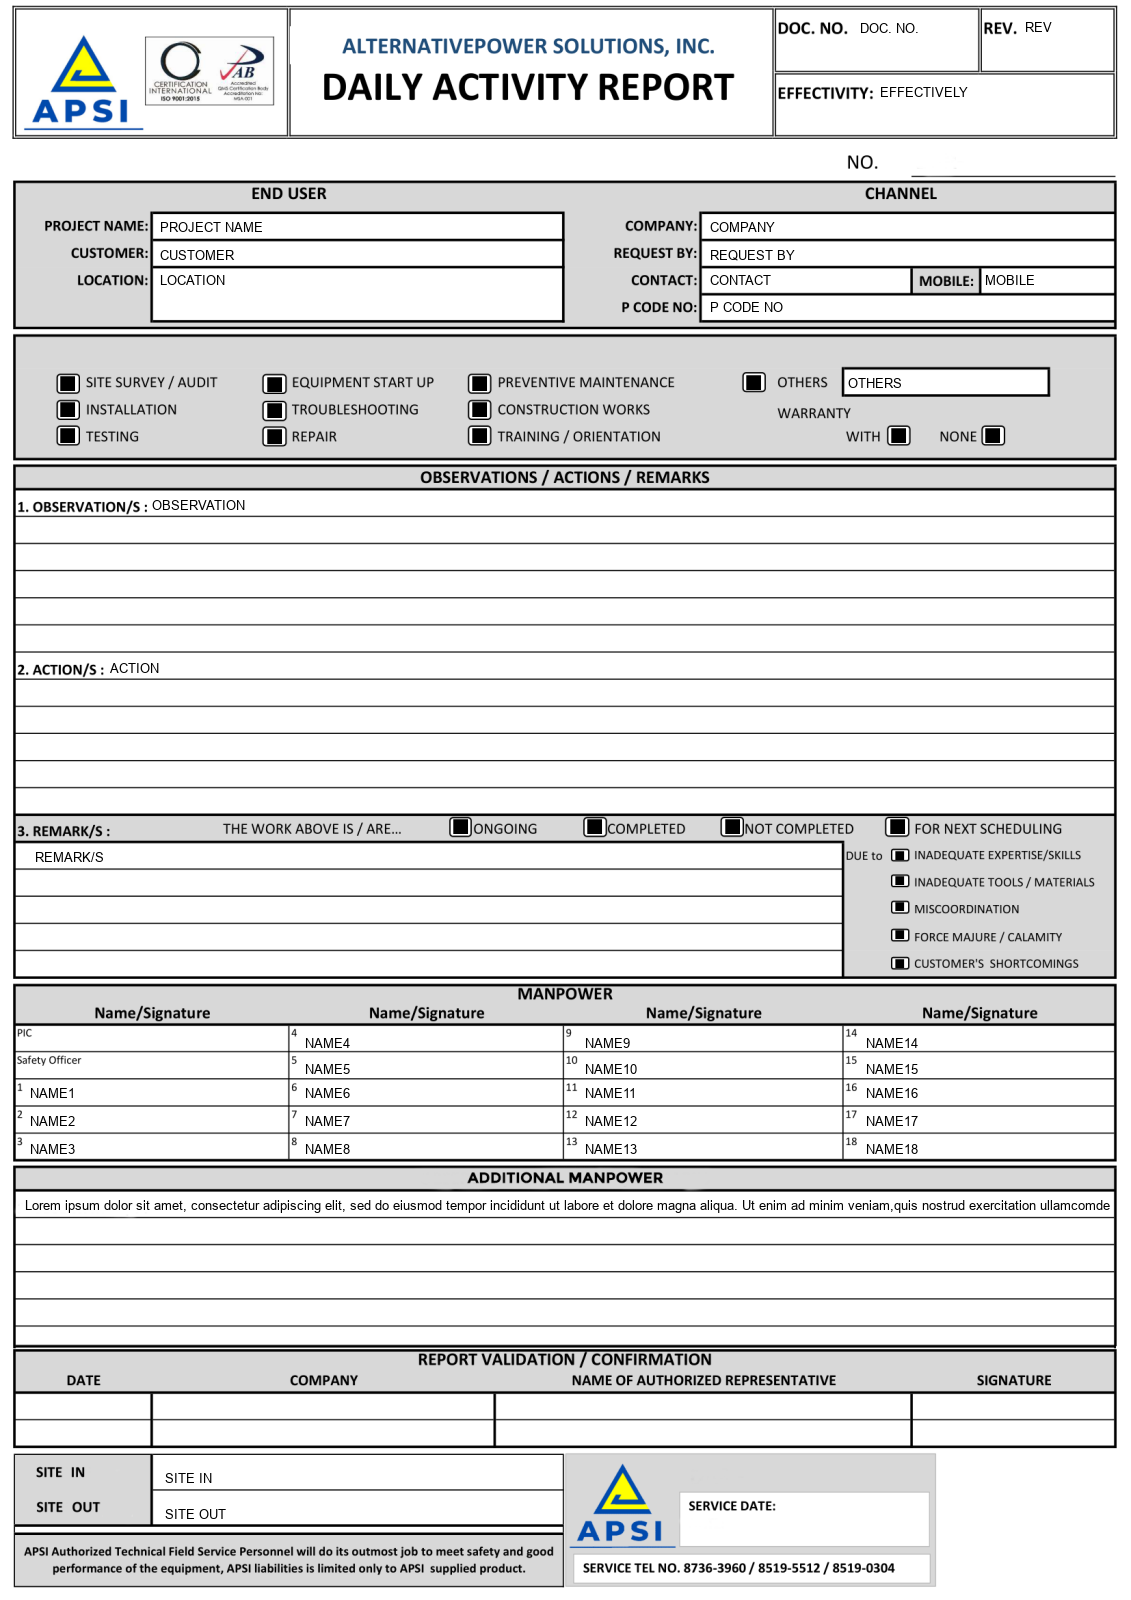 APSI
CERTIFICATION
INTERNATIONAL
ISO 9001:2015
PAB
Accredited
QMS Certification Body
Accreditation No:
MSA-001
ALTERNATIVEPOWER SOLUTIONS, INC.
DAILY ACTIVITY REPORT
DOC. NO. DOC. NO.
REV. REV
EFFECTIVITY: EFFECTIVELY
NO.
END USER CHANNEL
PROJECT NAME: PROJECT NAME COMPANY: COMPANY
CUSTOMER: CUSTOMER REQUEST BY: REQUEST BY
LOCATION: LOCATION CONTACT: CONTACT MOBILE: MOBILE
P CODE NO: P CODE NO
SITE SURVEY / AUDIT EQUIPMENT START UP PREVENTIVE MAINTENANCE OTHERS OTHERS
INSTALLATION TROUBLESHOOTING CONSTRUCTION WORKS WARRANTY
TESTING REPAIR TRAINING / ORIENTATION WITH NONE
OBSERVATIONS / ACTIONS / REMARKS
1. OBSERVATION/S : OBSERVATION
2. ACTION/S : ACTION
3. REMARK/S : THE WORK ABOVE IS / ARE... ONGOING COMPLETED NOT COMPLETED FOR NEXT SCHEDULING
REMARK/S DUE to INADEQUATE EXPERTISE/SKILLS
INADEQUATE TOOLS / MATERIALS
MISCOORDINATION
FORCE MAJURE / CALAMITY
CUSTOMER'S SHORTCOMINGS
MANPOWER
Name/Signature Name/Signature Name/Signature Name/Signature
PIC 4 NAME4 9 NAME9 14 NAME14
Safety Officer 5 NAME5 10 NAME10 15 NAME15
1 NAME1 6 NAME6 11 NAME11 16 NAME16
2 NAME2 7 NAME7 12 NAME12 17 NAME17
3 NAME3 8 NAME8 13 NAME13 18 NAME18
ADDITIONAL MANPOWER
Lorem ipsum dolor sit amet, consectetur adipiscing elit, sed do eiusmod tempor incididunt ut labore et dolore magna aliqua. Ut enim ad minim veniam,quis nostrud exercitation ullamcomde
REPORT VALIDATION / CONFIRMATION
DATE COMPANY NAME OF AUTHORIZED REPRESENTATIVE SIGNATURE
SITE IN SITE IN
SITE OUT SITE OUT
APSI Authorized Technical Field Service Personnel will do its outmost job to meet safety and good
performance of the equipment, APSI liabilities is limited only to APSI supplied product.
APSI
SERVICE DATE:
SERVICE TEL NO. 8736-3960 / 8519-5512 / 8519-0304